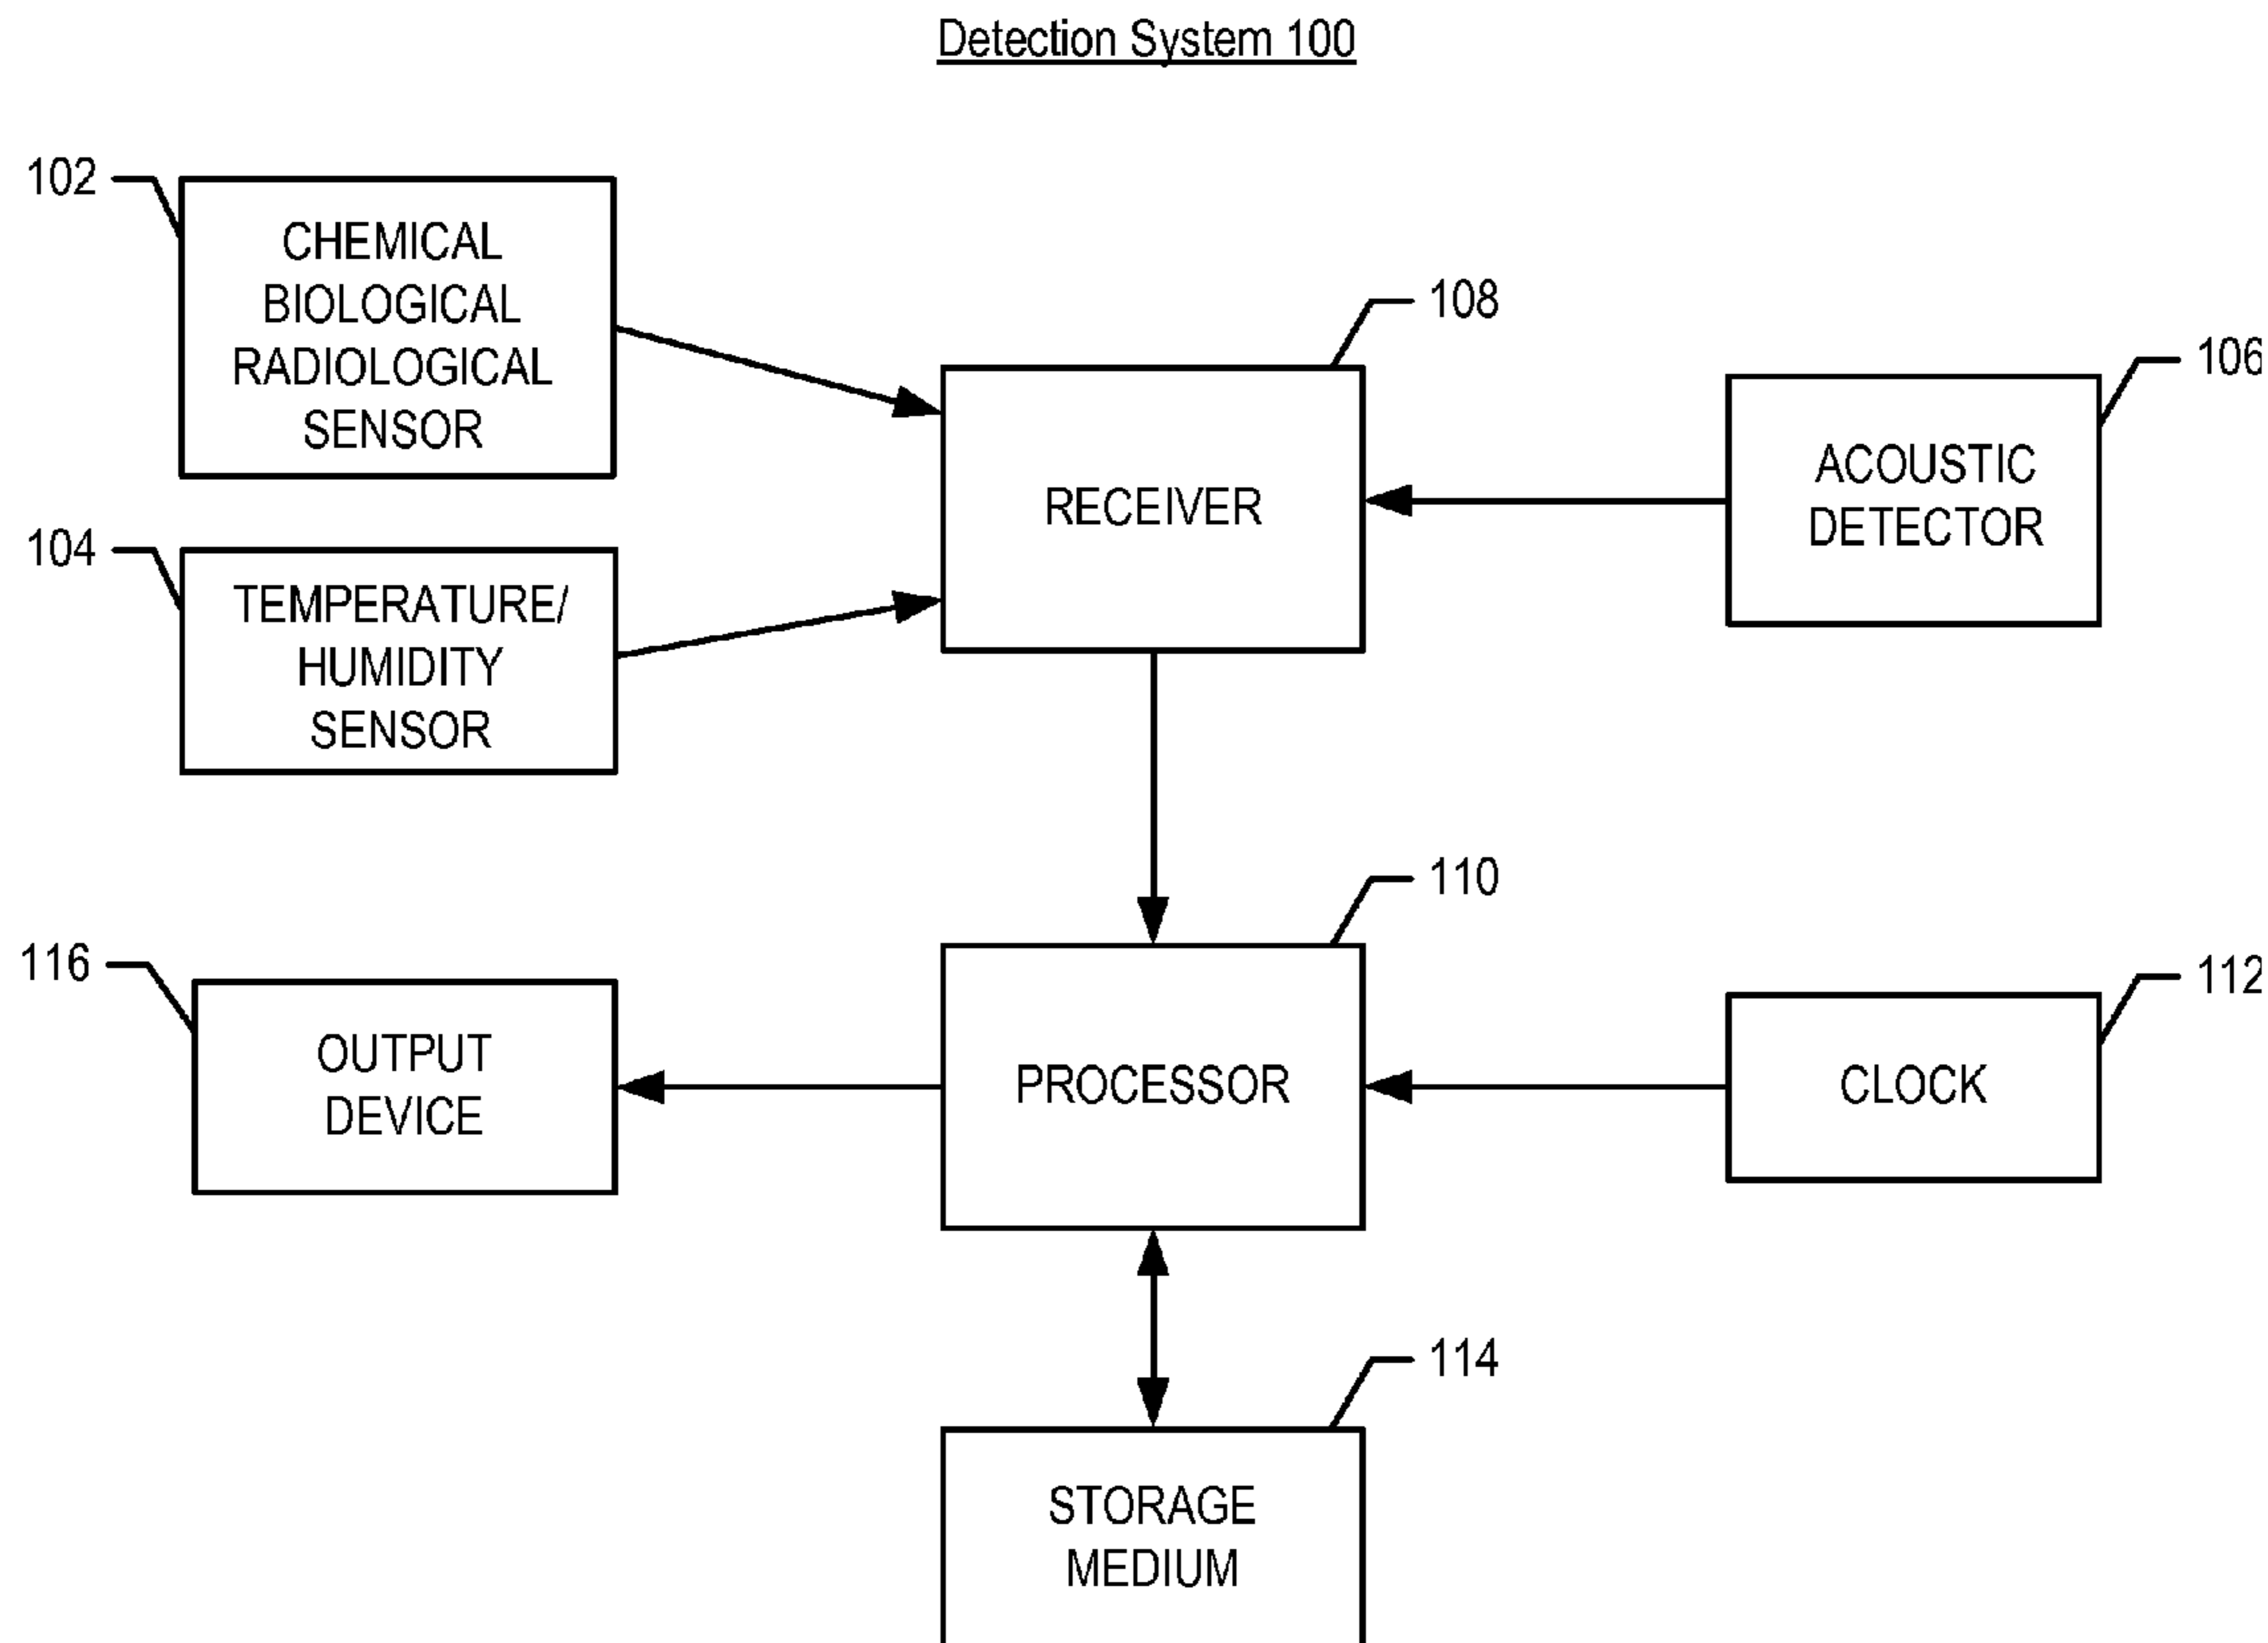 Detection System 100
102
CHEMICAL
BIOLOGICAL
RADIOLOGICAL
SENSOR
108
RECEIVER
106
ACOUSTIC
DETECTOR
104
TEMPERATURE/
HUMIDITY
SENSOR
110
PROCESSOR
116
OUTPUT
DEVICE
112
CLOCK
114
STORAGE
MEDIUM